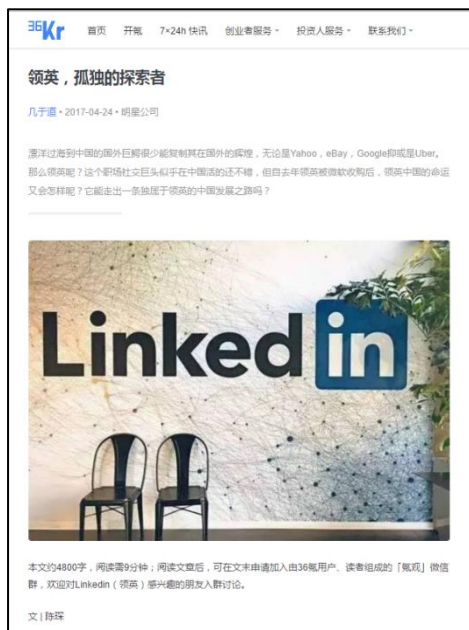 36Kr 首页 开氪 7×24h 快讯 创业者服务 投资人服务 联系我们
领英，孤独的探索者
几于道 • 2017-04-24 • 明星公司
漂洋过海到中国的国外巨鳄很少能复制其在国外的辉煌，无论是Yahoo，eBay，Google抑或是Uber。
那么领英呢？这个职场社交巨头似乎在中国活的还不错，但自去年领英被微软收购后，领英中国的命运
又会怎样呢？它能走出一条独属于领英的中国发展之路吗？
Linked in
本文约4800字，阅读需9分钟；阅读文章后，可在文末申请加入由36氪用户、读者组成的「氪观」微信
群，欢迎对Linkedin（领英）感兴趣的朋友入群讨论。
文 | 陈琛